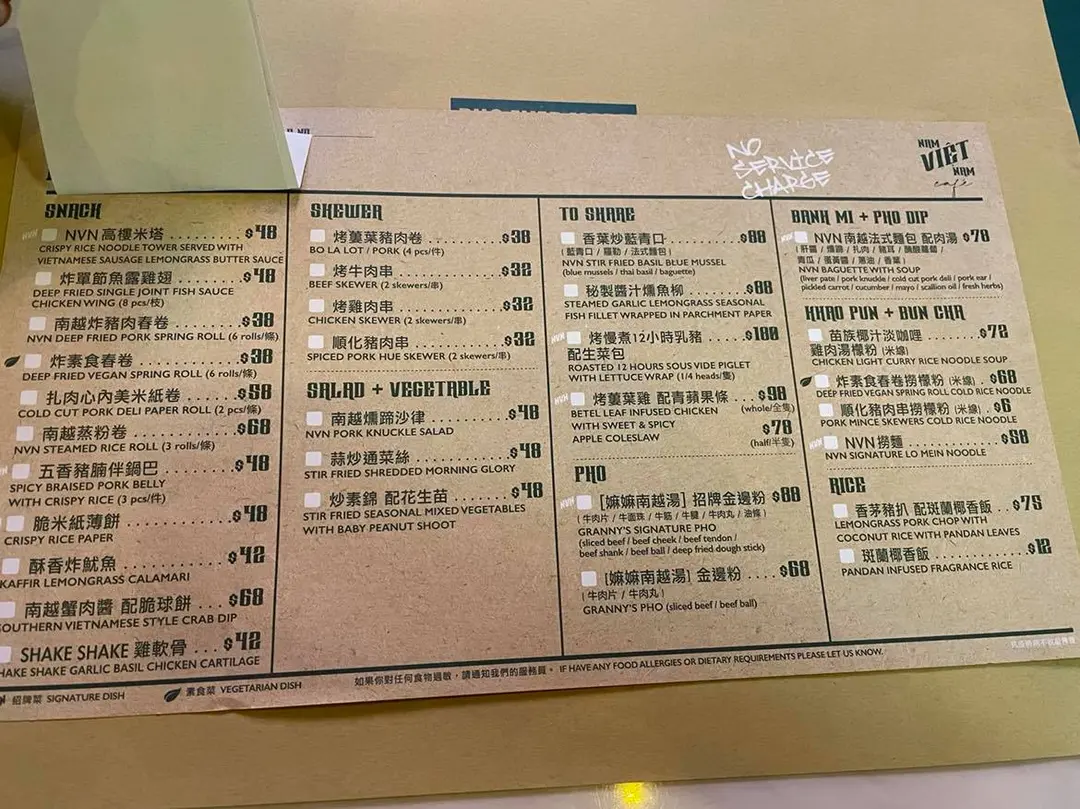 NO
SERVICE
CHARGE
NAM
VIỆT
NAM
café
SNACK
NVN 高樓米塔 $48
CRISPY RICE NOODLE TOWER SERVED WITH
VIETNAMESE SAUSAGE LEMONGRASS BUTTER SAUCE
炸單節魚露雞翅 $48
DEEP FRIED SINGLE JOINT FISH SAUCE
CHICKEN WING (8 pcs/枝)
南越炸豬肉春卷 $38
NVN DEEP FRIED PORK SPRING ROLL (6 rolls/條)
炸素食春卷 $38
DEEP FRIED VEGAN SPRING ROLL (6 rolls/條)
扎肉心內美米紙卷 $58
COLD CUT PORK DELI PAPER ROLL (2 pcs/條)
南越蒸粉卷 $68
NVN STEAMED RICE ROLL (3 rolls/條)
五香豬腩伴鍋巴 $48
SPICY BRAISED PORK BELLY
WITH CRISPY RICE (3 pcs/件)
脆米紙薄餅 $48
CRISPY RICE PAPER
酥香炸魷魚 $42
KAFFIR LEMONGRASS CALAMARI
南越蟹肉醬 配脆球餅 $68
SOUTHERN VIETNAMESE STYLE CRAB DIP
SHAKE SHAKE 雞軟骨 $42
SHAKE SHAKE GARLIC BASIL CHICKEN CARTILAGE
SKEWER
烤蔞葉豬肉卷 $38
BO LA LOT / PORK (4 pcs/件)
烤牛肉串 $32
BEEF SKEWER (2 skewers/串)
烤雞肉串 $32
CHICKEN SKEWER (2 skewers/串)
順化豬肉串 $32
SPICED PORK HUE SKEWER (2 skewers/串)
SALAD + VEGETABLE
南越燻蹄沙律 $48
NVN PORK KNUCKLE SALAD
蒜炒通菜絲 $48
STIR FRIED SHREDDED MORNING GLORY
炒素錦 配花生苗 $48
STIR FRIED SEASONAL MIXED VEGETABLES
WITH BABY PEANUT SHOOT
TO SHARE
香葉炒藍青口 $88
( 藍青口 / 羅勒 / 法式麵包 )
NVN STIR FRIED BASIL BLUE MUSSEL
(blue mussels / thai basil / baguette)
秘製醬汁燻魚柳 $88
STEAMED GARLIC LEMONGRASS SEASONAL
FISH FILLET WRAPPED IN PARCHMENT PAPER
烤慢煮12小時乳豬 $100
配生菜包
ROASTED 12 HOURS SOUS VIDE PIGLET
WITH LETTUCE WRAP (1/4 heads/隻)
烤蔞葉雞 配青蘋果條 $98
BETEL LEAF INFUSED CHICKEN (whole/全隻)
WITH SWEET & SPICY $78
APPLE COLESLAW (half/半隻)
PHO
[嫲嫲南越湯] 招牌金邊粉 $88
( 牛肉片 / 牛面珠 / 牛筋 / 牛𦟌 / 牛肉丸 / 油條 )
GRANNY'S SIGNATURE PHO
(sliced beef / beef cheek / beef tendon /
beef shank / beef ball / deep fried dough stick)
[嫲嫲南越湯] 金邊粉 $68
( 牛肉片 / 牛肉丸 )
GRANNY'S PHO (sliced beef / beef ball)
BANH MI + PHO DIP
NVN 南越法式麵包 配肉湯 $78
NVN BAGUETTE WITH SOUP
(liver pate / pork knuckle / cold cut pork deli / pork ear /
pickled carrot / cucumber / mayo / scallion oil / fresh herbs)
KHAO PUN + BUN CHA
苗族椰汁淡咖哩 $72
雞肉湯檬粉 (米線)
CHICKEN LIGHT CURRY RICE NOODLE SOUP
炸素食春卷撈檬粉 (米線) $68
DEEP FRIED VEGAN SPRING ROLLS COLD RICE NOODLE
順化豬肉串撈檬粉 (米線) $6
PORK MINCE SKEWERS COLD RICE NOODLE
NVN 撈麵 $58
NVN SIGNATURE LO MEIN NOODLE
RICE
香茅豬扒 配斑蘭椰香飯 $75
LEMONGRASS PORK CHOP WITH
COCONUT RICE WITH PANDAN LEAVES
斑蘭椰香飯 $12
PANDAN INFUSED FRAGRANCE RICE
招牌菜 SIGNATURE DISH 素食菜 VEGETARIAN DISH
如果你對任何食物過敏，請通知我們的服務員。 IF HAVE ANY FOOD ALLERGIES OR DIETARY REQUIREMENTS PLEASE LET US KNOW.